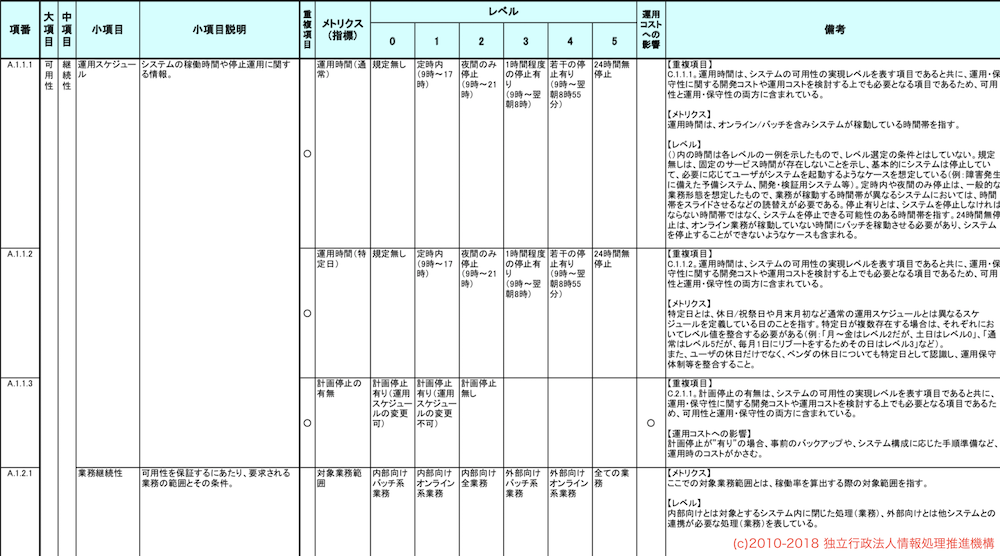 項番
大項目
中項目
小項目
小項目説明
重複項目
メトリクス
(指標)
レベル
0
1
2
3
4
5
運用コストへの影響
備考
A.1.1.1
可用性
継続性
運用スケジュー
ル
システムの稼働時間や停止運用に関す
る情報。
○
運用時間(通
常)
規定無し
定時内
(9時～17
時)
夜間のみ
停止
(9時～21
時)
1時間程度
の停止有
り
(9時～翌
朝8時)
若干の停
止有り
(9時～翌
朝8時55
分)
24時間無
停止
【重複項目】
C.1.1.1。運用時間は、システムの可用性の実現レベルを表す項目であると共に、運用・保
守性に関する開発コストや運用コストを検討する上でも必要となる項目であるため、可用
性と運用・保守性の両方に含まれている。
【メトリクス】
運用時間は、オンライン/バッチを含みシステムが稼動している時間帯を指す。
【レベル】
()内の時間は各レベルの一例を示したもので、レベル選定の条件とはしていない。規定
無しは、固定のサービス時間が存在しないことを示し、基本的にシステムは停止してい
て、必要に応じてユーザがシステムを起動するようなケースを想定している(例:障害発生
に備えた予備システム、開発・検証用システム等)。定時内や夜間のみ停止は、一般的な
業務形態を想定したもので、業務が稼動する時間帯が異なるシステムにおいては、時間
帯をスライドさせるなどの読替えが必要である。停止有りとは、システムを停止しなければ
ならない時間帯ではなく、システムを停止できる可能性のある時間帯を指す。24時間無停
止は、オンライン業務が稼動していない時間にバッチを稼動させる必要があり、システム
を停止することができないようなケースも含まれる。
A.1.1.2
○
運用時間(特
定日)
規定無し
定時内
(9時～17
時)
夜間のみ
停止
(9時～21
時)
1時間程度
の停止有
り
(9時～翌
朝8時)
若干の停
止有り
(9時～翌
朝8時55
分)
24時間無
停止
【重複項目】
C.1.1.2。運用時間は、システムの可用性の実現レベルを表す項目であると共に、運用・保
守性に関する開発コストや運用コストを検討する上でも必要となる項目であるため、可用
性と運用・保守性の両方に含まれている。
【メトリクス】
特定日とは、休日/祝祭日や月末月初など通常の運用スケジュールとは異なるスケ
ジュールを定義している日のことを指す。特定日が複数存在する場合は、それぞれにお
いてレベル値を整合する必要がある(例:「月～金はレベル2だが、土日はレベル0」、「通
常はレベル5だが、毎月1日にリブートをするためその日はレベル3」など)。
また、ユーザの休日だけでなく、ベンダの休日についても特定日として認識し、運用保守
体制等を整合すること。
A.1.1.3
○
計画停止の
有無
計画停止
有り(運用
スケジュー
ルの変更
可)
計画停止
有り(運用
スケジュー
ルの変更
不可)
計画停止
無し
○
【重複項目】
C.2.1.1。計画停止の有無は、システムの可用性の実現レベルを表す項目であると共に、
運用・保守性に関する開発コストや運用コストを検討する上でも必要となる項目であるた
め、可用性と運用・保守性の両方に含まれている。
【運用コストへの影響】
計画停止が"有り"の場合、事前のバックアップや、システム構成に応じた手順準備など、
運用時のコストがかさむ。
A.1.2.1
業務継続性
可用性を保証するにあたり、要求される
業務の範囲とその条件。
対象業務範
囲
内部向け
バッチ系
業務
内部向け
オンライン
系業務
内部向け
全業務
外部向け
バッチ系
業務
外部向け
オンライン
系業務
全ての業
務
【メトリクス】
ここでの対象業務範囲とは、稼働率を算出する際の対象範囲を指す。
【レベル】
内部向けとは対象とするシステム内に閉じた処理(業務)、外部向けとは他システムとの
連携が必要な処理(業務)を表している。
(c)2010-2018 独立行政法人情報処理推進機構